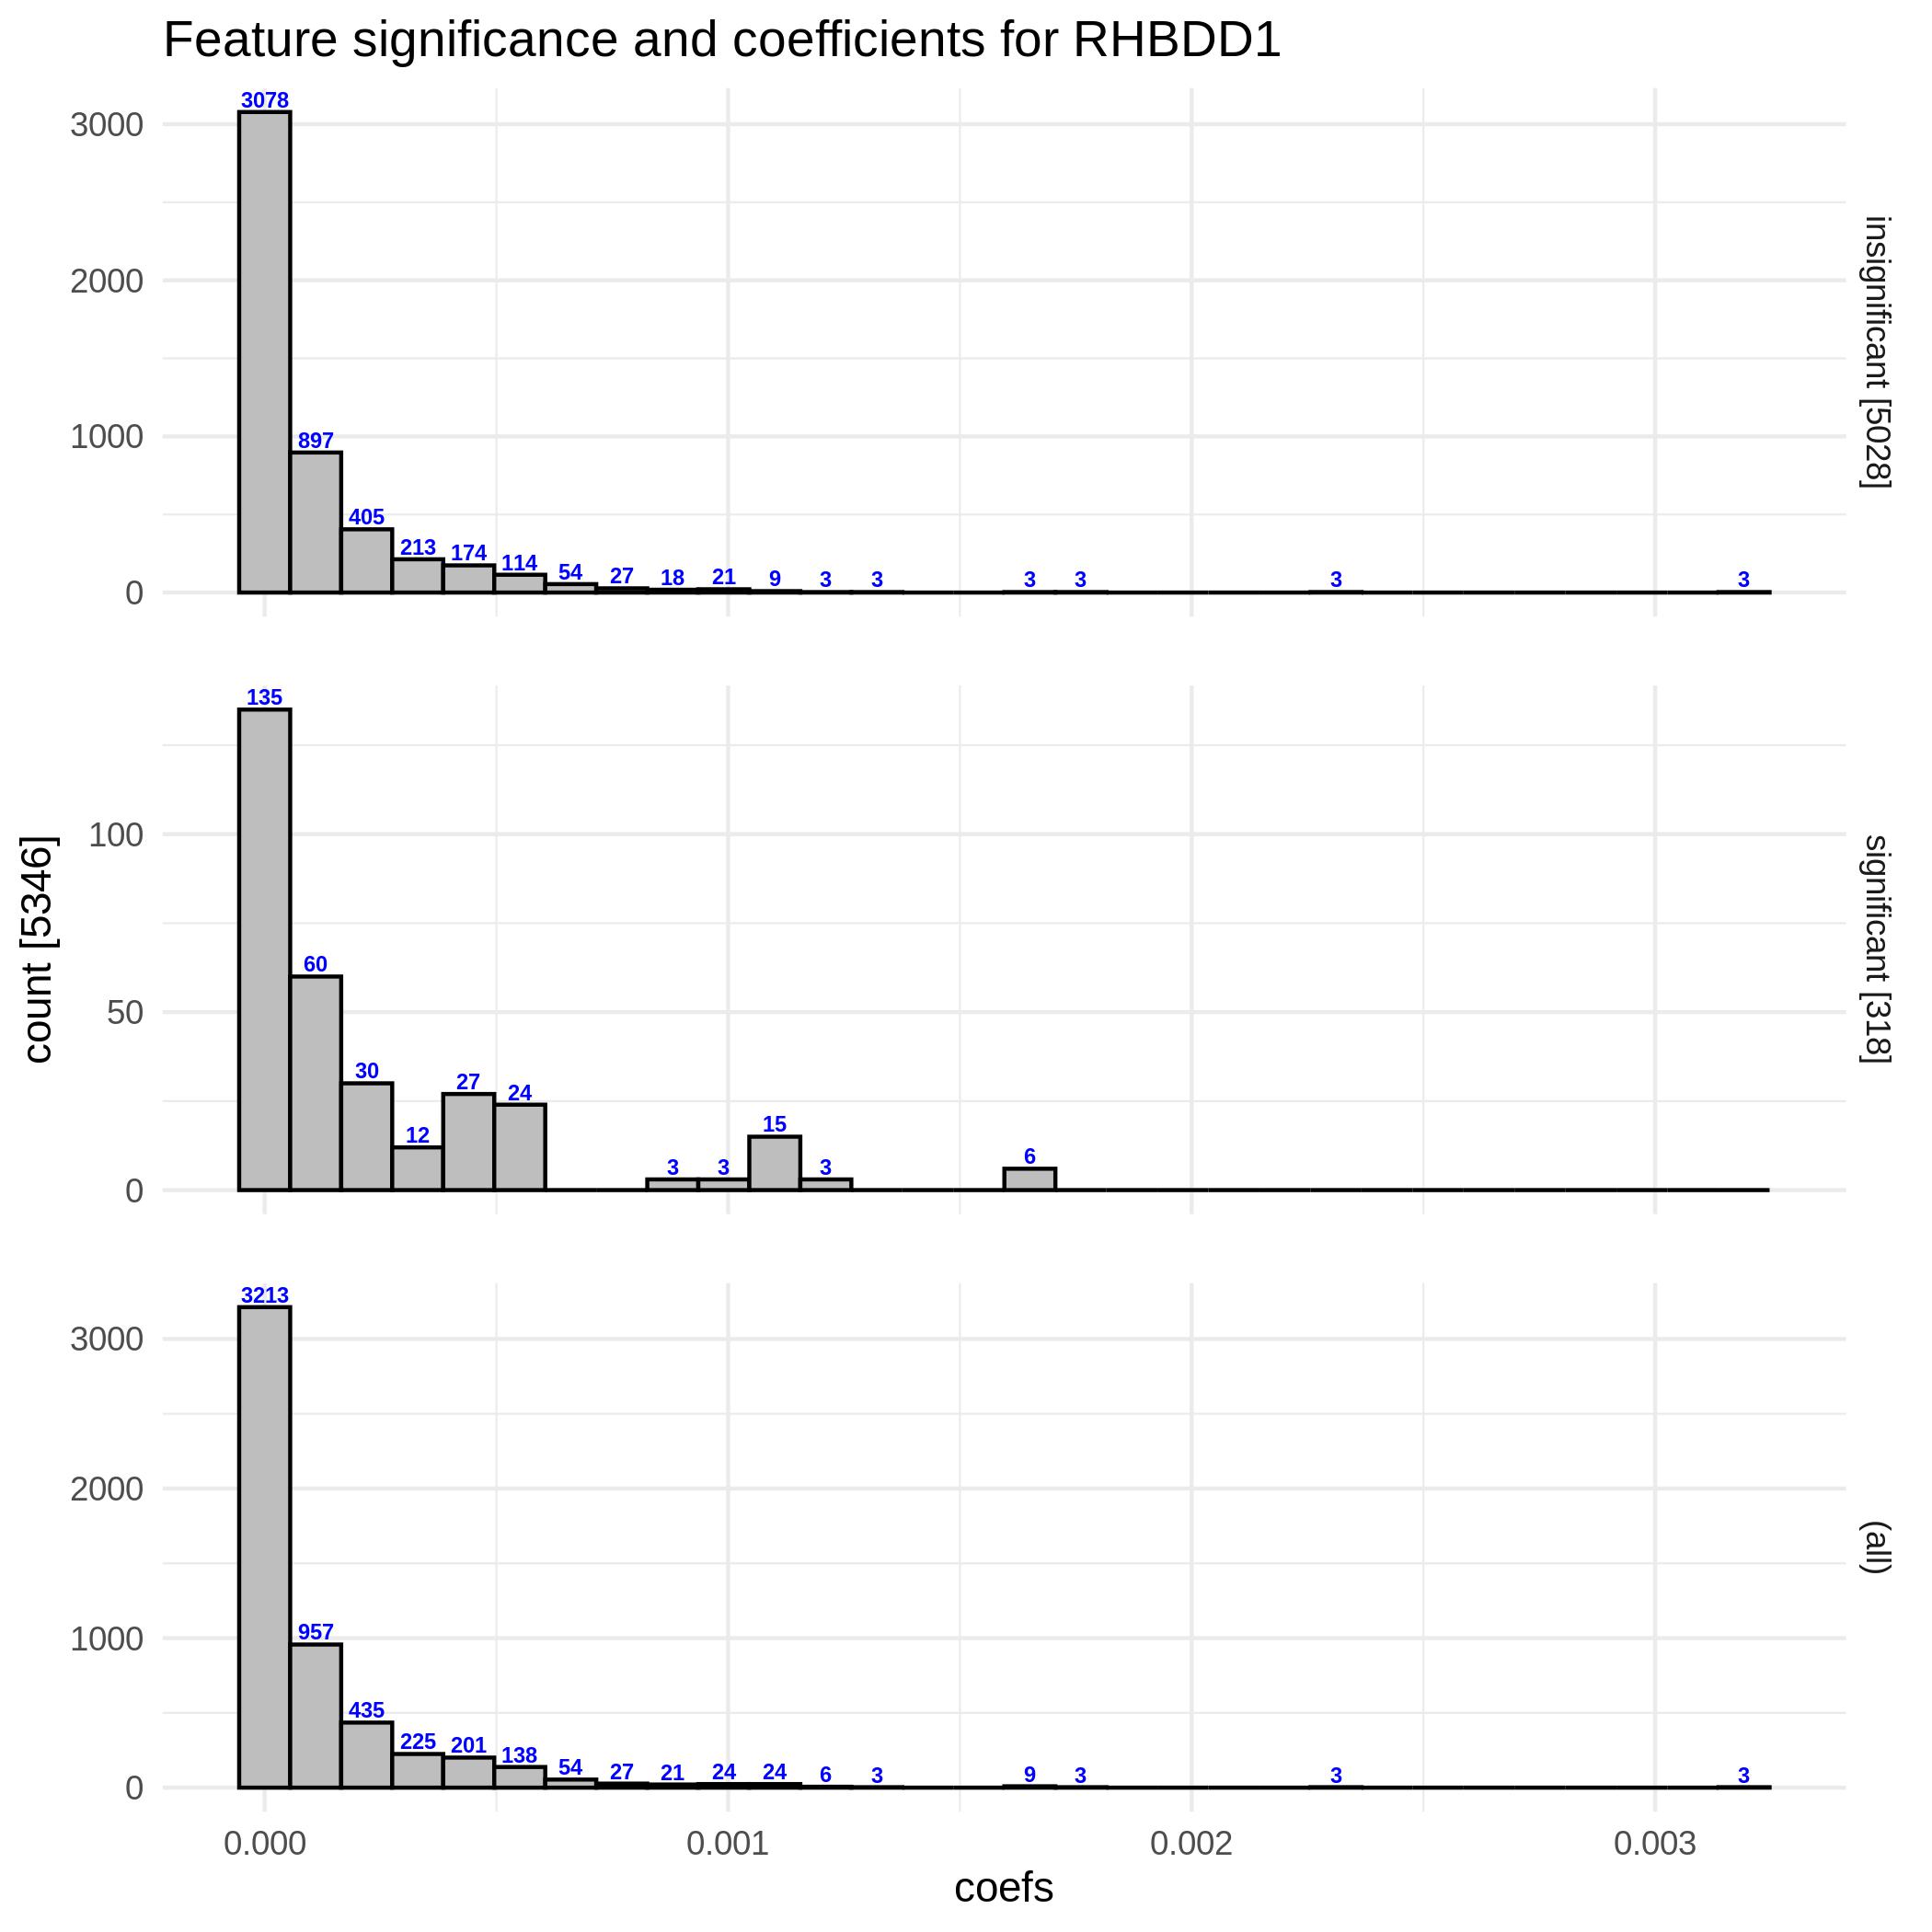 Feature significance and coefficients for RHBDD1
3078
3000
2000
1000
897
405
213 174 114 54 27 18 21 9 3 3 3 3 3 3
0
insignificant [5028]
135
100
60
50
30
12
27
24
3 3 15 3 6
0
significant [318]
count [5346]
3213
3000
2000
1000
957
435
225 201 138 54 27 21 24 24 6 3 9 3 3 3
0
(all)
0.000 0.001 0.002 0.003
coefs